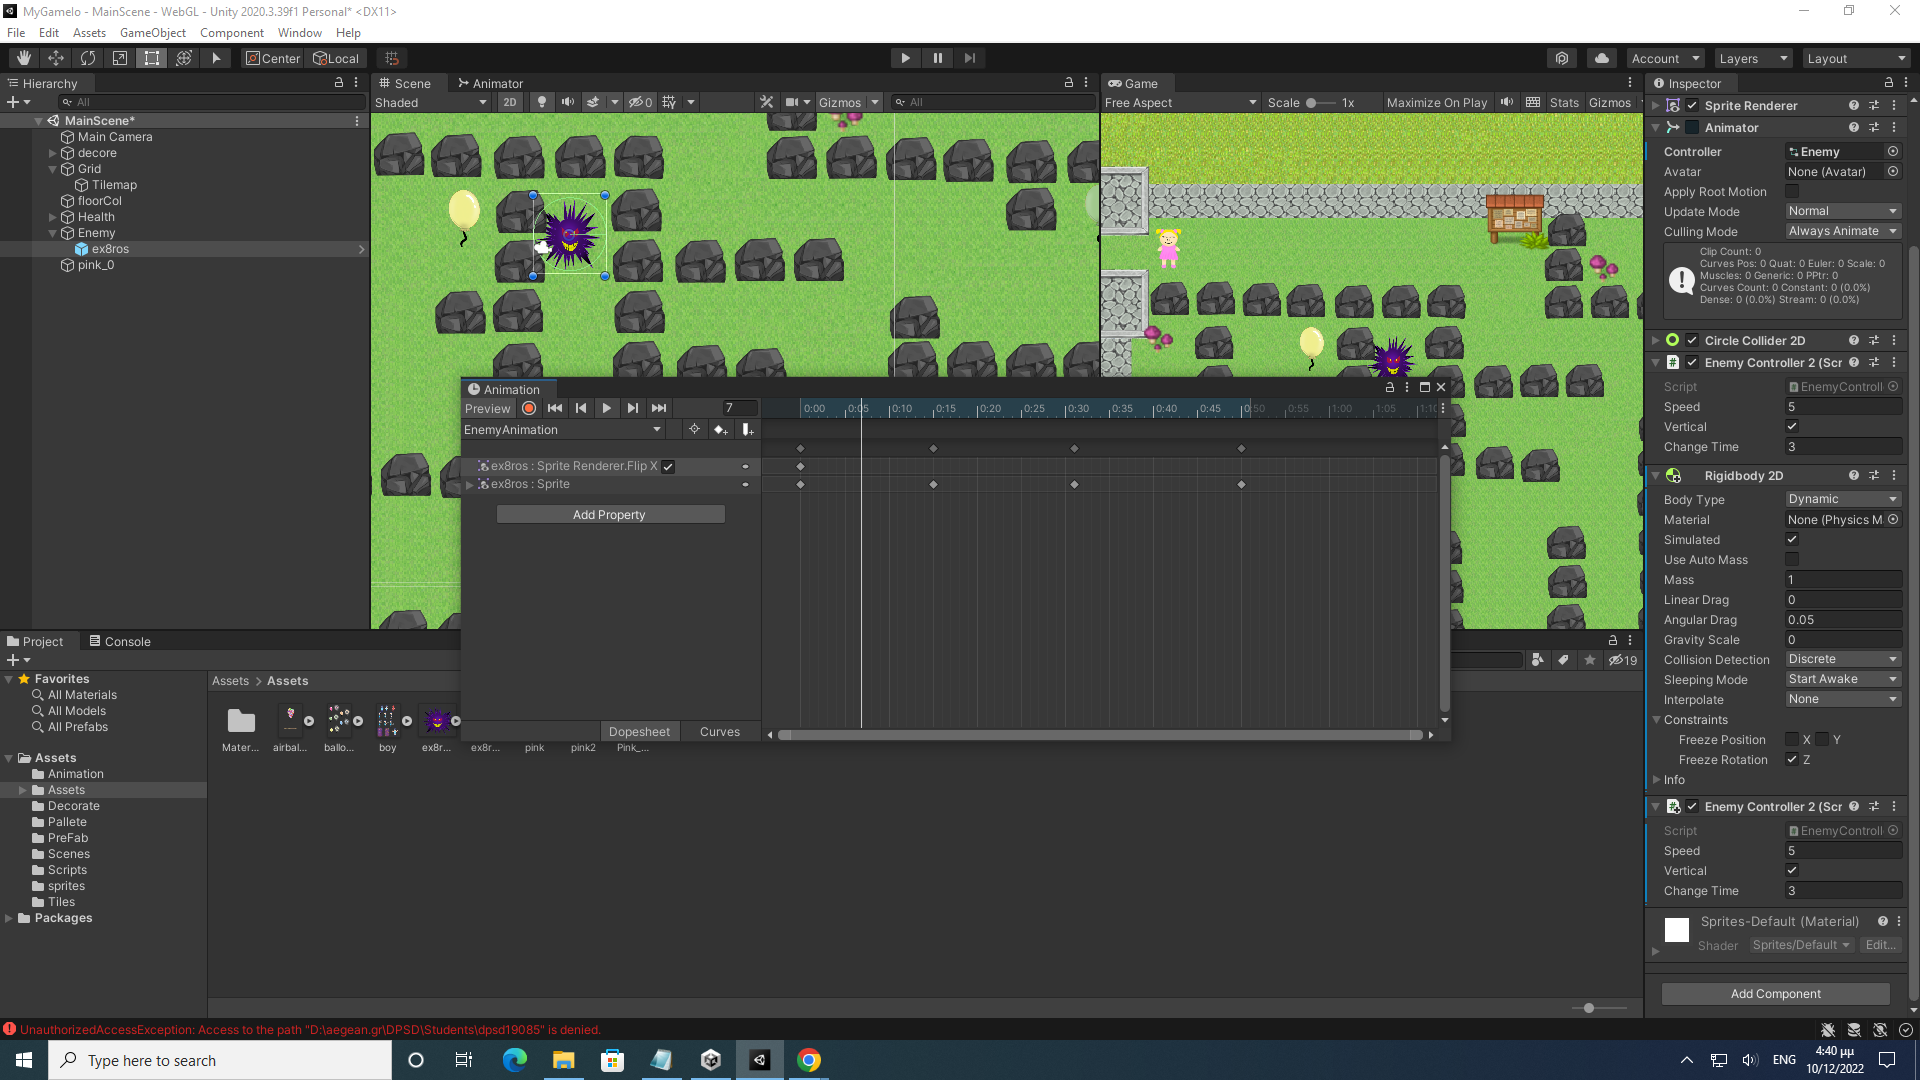 MyGamelo - MainScene - WebGL - Unity 2020.3.39f1 Personal* <DX11>
File Edit Assets GameObject Component Window Help
Center Local Account Layers Layout
Hierarchy
All
MainScene*
Main Camera
decore
Grid
Tilemap
floorCol
Health
Enemy
ex8ros
pink_0
Scene Animator
Shaded 2D 0 Gizmos All
Game
Free Aspect Scale 1x Maximize On Play Stats Gizmos
Animation
Preview 7
EnemyAnimation
0:00 0:05 0:10 0:15 0:20 0:25 0:30 0:35 0:40 0:45 0:50 0:55 1:00 1:05 1:10
ex8ros : Sprite Renderer.Flip X
ex8ros : Sprite
Add Property
Dopesheet Curves
Inspector
Sprite Renderer
Animator
Controller Enemy
Avatar None (Avatar)
Apply Root Motion
Update Mode Normal
Culling Mode Always Animate
Clip Count: 0
Curves Pos: 0 Quat: 0 Euler: 0 Scale: 0
Muscles: 0 Generic: 0 PPtr: 0
Curves Count: 0 Constant: 0 (0.0%)
Dense: 0 (0.0%) Stream: 0 (0.0%)
Circle Collider 2D
Enemy Controller 2 (Scr
Script EnemyControll
Speed 5
Vertical
Change Time 3
Rigidbody 2D
Body Type Dynamic
Material None (Physics M
Simulated
Use Auto Mass
Mass 1
Linear Drag 0
Angular Drag 0.05
Gravity Scale 0
Collision Detection Discrete
Sleeping Mode Start Awake
Interpolate None
Constraints
Freeze Position X Y
Freeze Rotation Z
Info
Enemy Controller 2 (Scr
Script EnemyControll
Speed 5
Vertical
Change Time 3
Sprites-Default (Material)
Shader Sprites/Default Edit...
Add Component
Project Console
19
Favorites
All Materials
All Models
All Prefabs
Assets
Animation
Assets
Decorate
Pallete
PreFab
Scenes
Scripts
sprites
Tiles
Packages
Assets > Assets
Mater... airbal... ballo... boy ex8r... ex8r... pink pink2 Pink_...
UnauthorizedAccessException: Access to the path "D:\aegean.gr\DPSD\Students\dpsd19085" is denied.
Type here to search
ENG
4:40 μμ
10/12/2022